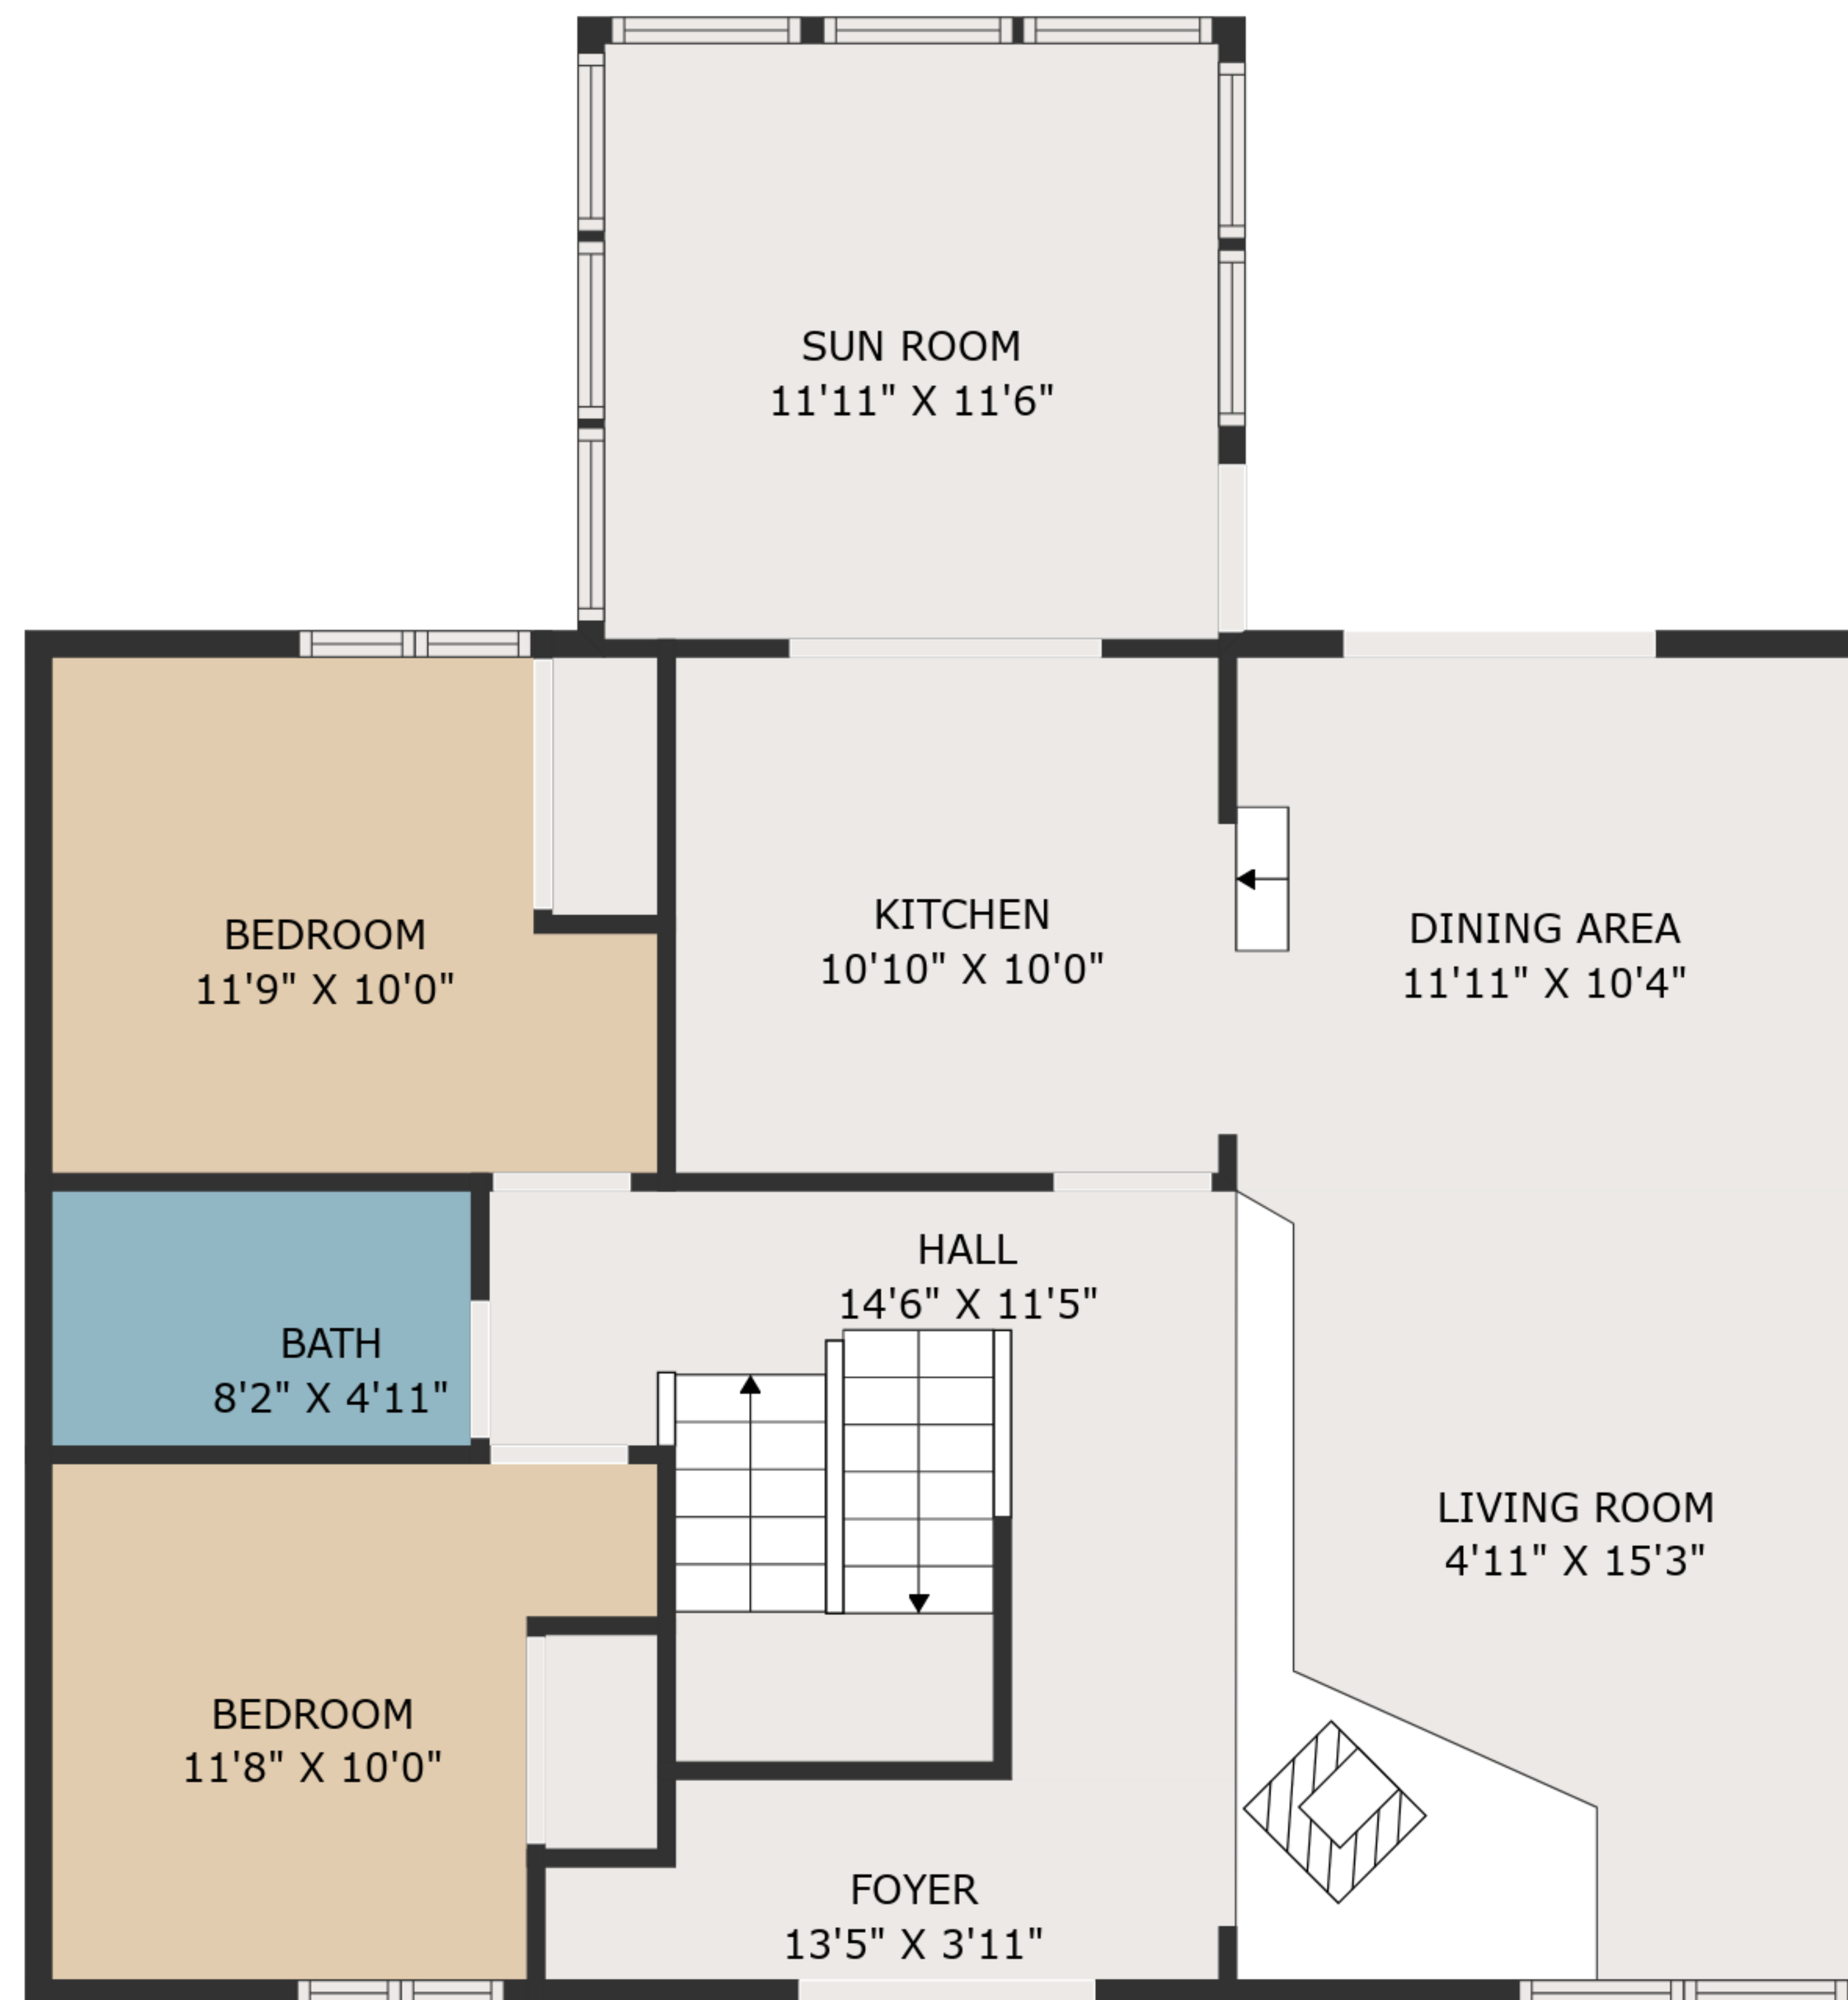 SUN ROOM
11'11" X 11'6"
BEDROOM
11'9" X 10'0"
KITCHEN
10'10" X 10'0"
DINING AREA
11'11" X 10'4"
HALL
14'6" X 11'5"
BATH
8'2" X 4'11"
LIVING ROOM
4'11" X 15'3"
BEDROOM
11'8" X 10'0"
FOYER
13'5" X 3'11"